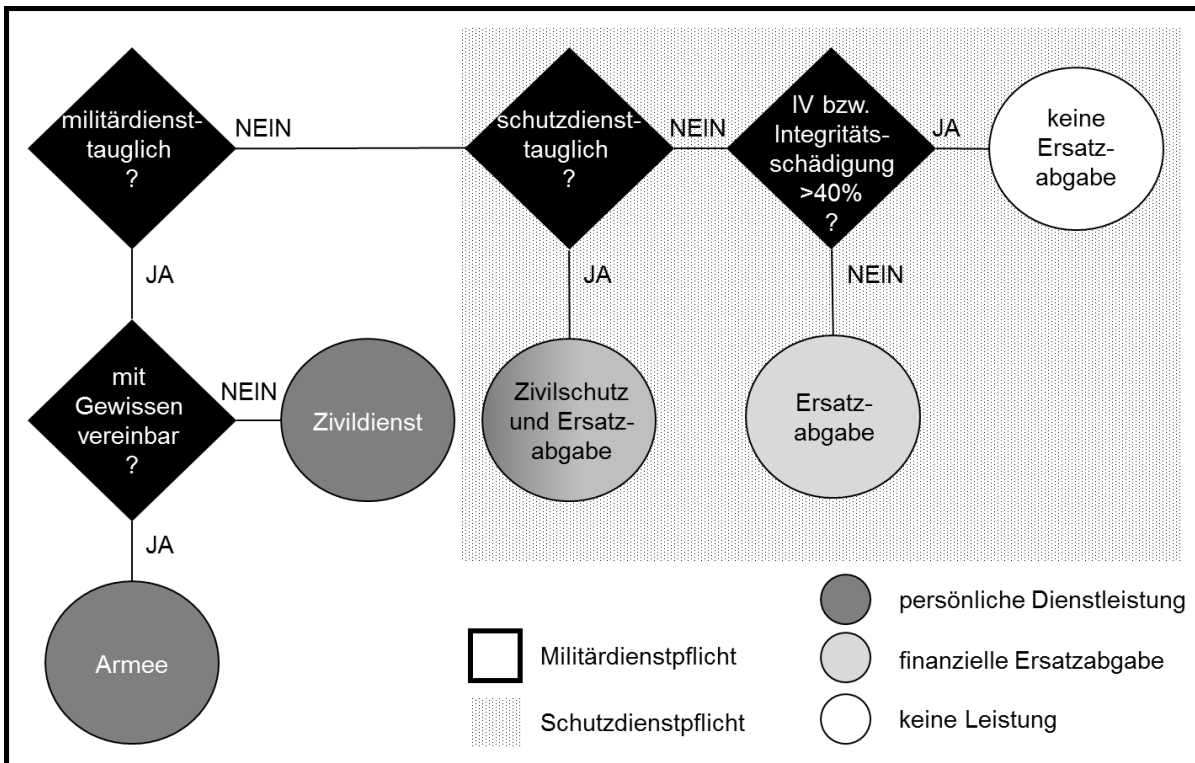 militärdienst-
tauglich
?
NEIN
schutzdienst
tauglich
?
NEIN
IV bzw.
Integritäts-
schädigung
>40%
?
JA
keine
Ersatz-
abgabe
JA
JA
NEIN
mit
Gewissen
vereinbar
?
NEIN
Zivildienst
Zivilschutz
und Ersatz-
abgabe
Ersatz-
abgabe
JA
Armee
Militärdienstpflicht
Schutzdienstpflicht
persönliche Dienstleistung
finanzielle Ersatzabgabe
keine Leistung